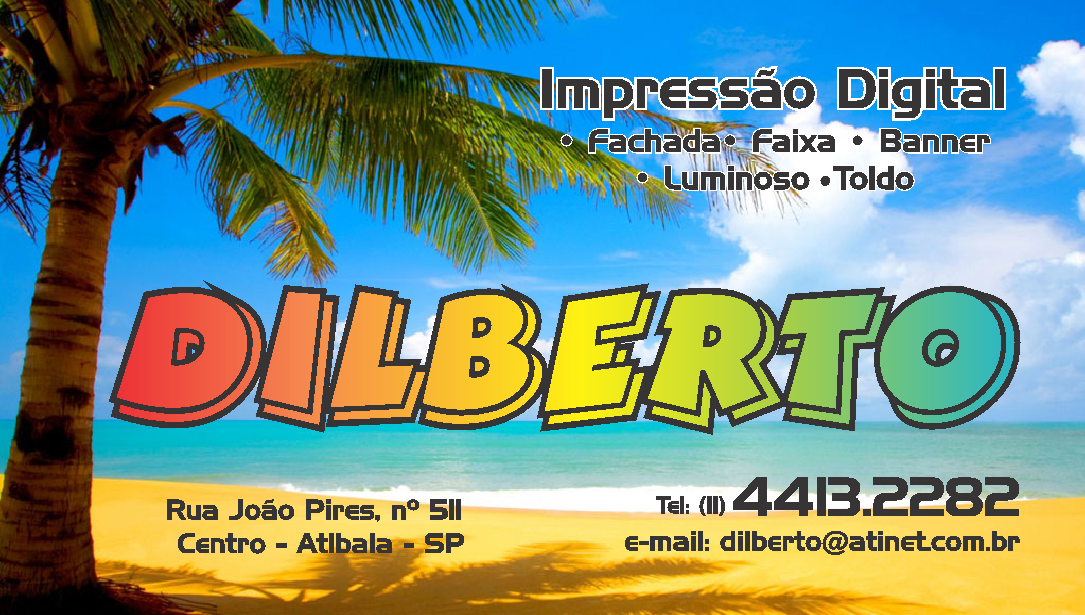 Impressão Digital
• Fachada• Faixa • Banner
• Luminoso •Toldo
DILBERTO
Rua João Pires, nº 511
Centro - Atibaia - SP
Tel: (11) 4413.2282
e-mail: dilberto@atinet.com.br